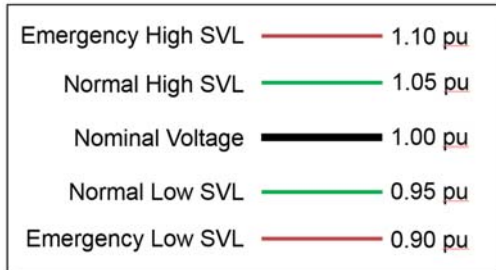 Emergency High SVL 1.10 pu
Normal High SVL 1.05 pu
Nominal Voltage 1.00 pu
Normal Low SVL 0.95 pu
Emergency Low SVL 0.90 pu